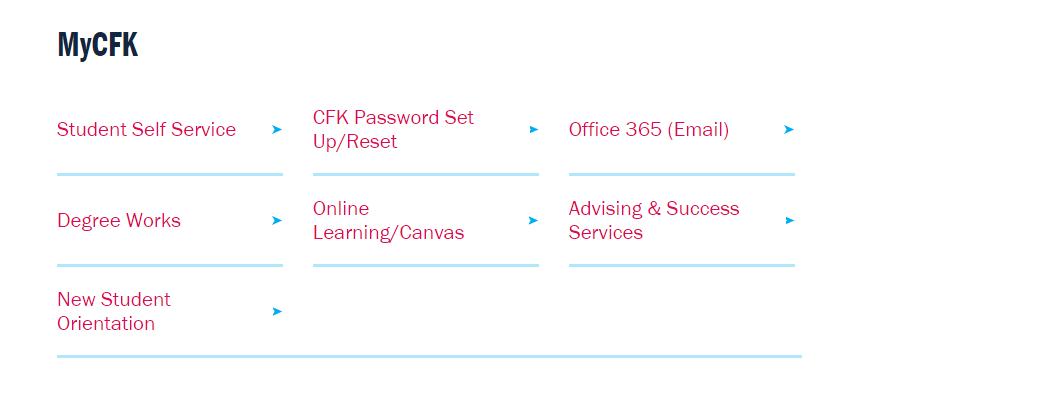 MyCFK
Student Self Service
CFK Password Set
Up/Reset
Office 365 (Email)
Degree Works
Online
Learning/Canvas
Advising & Success
Services
New Student
Orientation